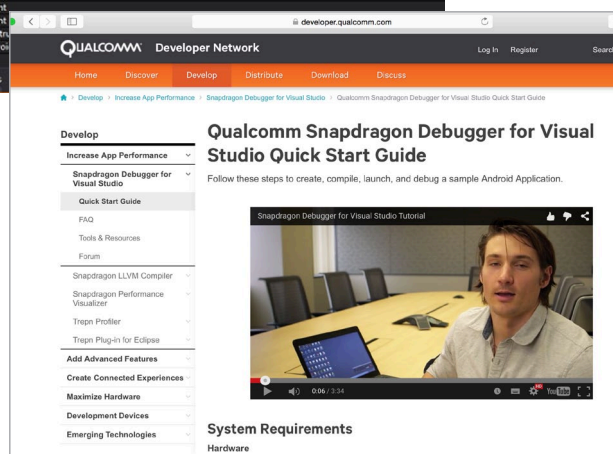 developer.qualcomm.com
QUALCOMM Developer Network
Log In Register Search
Home Discover Develop Distribute Download Discuss
Develop > Increase App Performance > Snapdragon Debugger for Visual Studio > Qualcomm Snapdragon Debugger for Visual Studio Quick Start Guide
Develop
Increase App Performance
Snapdragon Debugger for
Visual Studio
Quick Start Guide
FAQ
Tools & Resources
Forum
Snapdragon LLVM Compiler
Snapdragon Performance
Visualizer
Trepn Profiler
Trepn Plug-in for Eclipse
Add Advanced Features
Create Connected Experiences
Maximize Hardware
Development Devices
Emerging Technologies
Qualcomm Snapdragon Debugger for Visual
Studio Quick Start Guide
Follow these steps to create, compile, launch, and debug a sample Android Application.
Snapdragon Debugger for Visual Studio Tutorial
0:06 / 3:34
HD
YouTube
System Requirements
Hardware